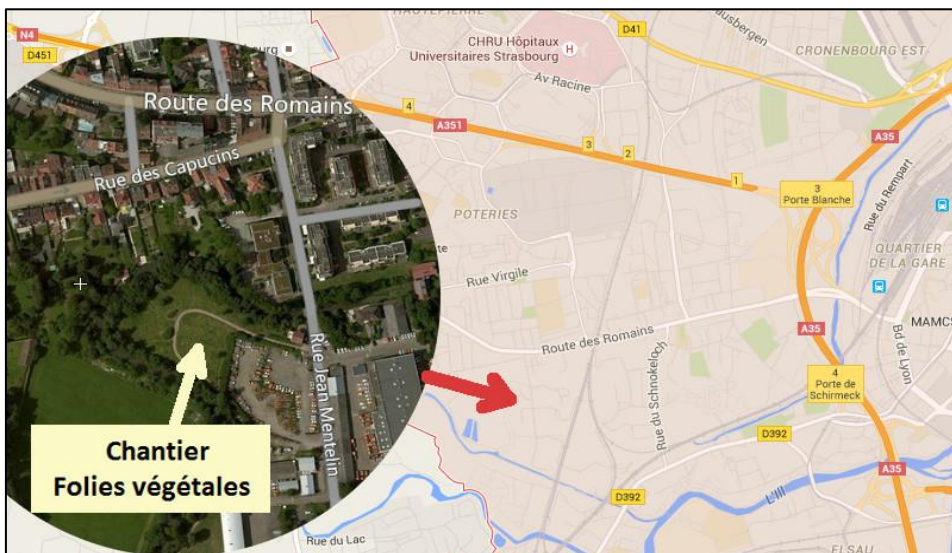 N4
D451
HAUTEPIERRE
D41
CRONENBOURG EST
CHRU Hôpitaux
Universitaires Strasbourg
H
Av Racine
Route des Romains
Rue des Capucins
4
A351
3
2
1
A35
3
Porte Blanche
Rue du Rempart
POTERIES
QUARTIER
DE LA GARE
Rue Virgile
MAMCS
A35
Bd de Lyon
Route des Romains
Rue du Schnokeloch
4
Porte de
Schirmeck
Rue Jean Mentelin
Chantier
Folies végétales
D392
A35
D392
L'Ill
Rue du Lac
ELSAU